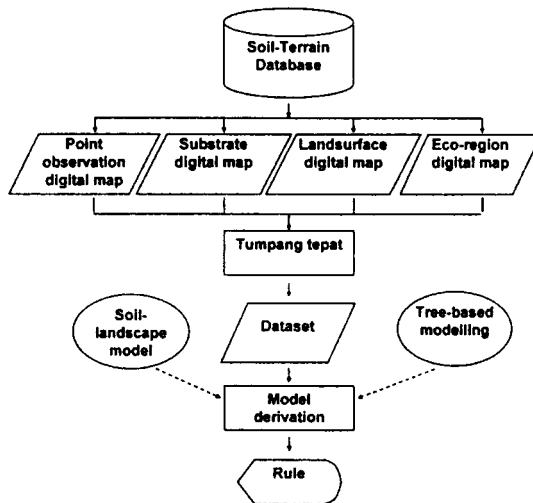 Soil-Terrain
Database
Point
observation
digital map
Substrate
digital map
Landsurface
digital map
Eco-region
digital map
Tumpang tepat
Soil-
landscape
model
Dataset
Tree-based
modelling
Model
derivation
Rule